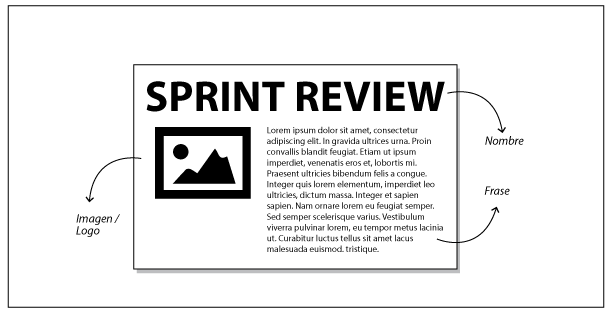 SPRINT REVIEW
Lorem ipsum dolor sit amet, consectetur
adipiscing elit. In gravida ultrices urna. Proin
convallis blandit feugiat. Etiam ut ipsum
imperdiet, venenatis eros et, lobortis mi.
Praesent ultricies bibendum felis a congue.
Integer quis lorem elementum, imperdiet leo
ultricies, dictum massa. Integer et sapien
sapien. Nam ornare lorem eu feugiat semper.
Sed semper scelerisque varius. Vestibulum
viverra pulvinar lorem, eu tempor metus lacinia
ut. Curabitur luctus tellus sit amet lacus
malesuada euismod. tristique.
Nombre
Frase
Imagen /
Logo